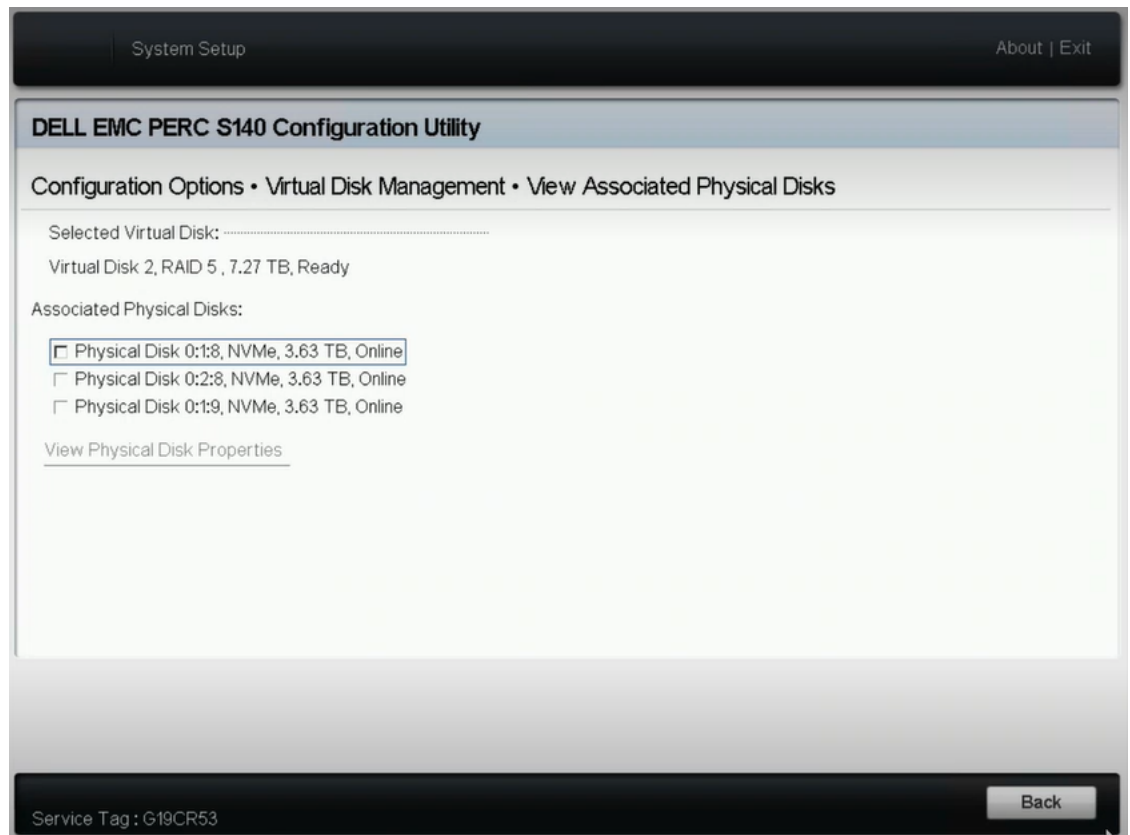 System Setup
About | Exit
DELL EMC PERC S140 Configuration Utility
Configuration Options • Virtual Disk Management • View Associated Physical Disks
Selected Virtual Disk:
Virtual Disk 2, RAID 5 , 7.27 TB, Ready
Associated Physical Disks:
Physical Disk 0:1:8, NVMe, 3.63 TB, Online
Physical Disk 0:2:8, NVMe, 3.63 TB, Online
Physical Disk 0:1:9, NVMe, 3.63 TB, Online
View Physical Disk Properties
Back
Service Tag : G19CR53